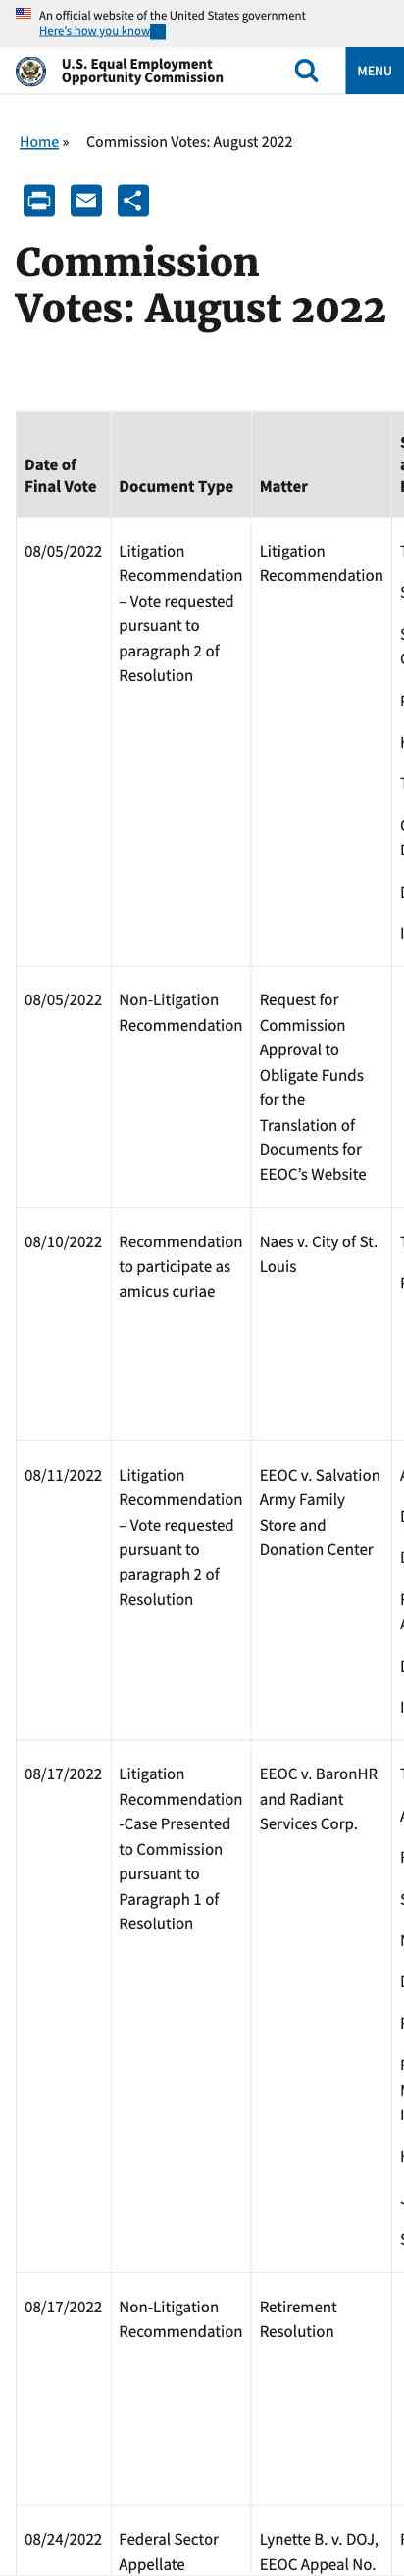 An official website of the United States government
Here's how you know
U.S. Equal Employment
Opportunity Commission
MENU
Home » Commission Votes: August 2022
Commission
Votes: August 2022
Date of
Final Vote
Document Type
Matter
08/05/2022
Litigation
Recommendation
– Vote requested
pursuant to
paragraph 2 of
Resolution
Litigation
Recommendation
08/05/2022
Non-Litigation
Recommendation
Request for
Commission
Approval to
Obligate Funds
for the
Translation of
Documents for
EEOC’s Website
08/10/2022
Recommendation
to participate as
amicus curiae
Naes v. City of St.
Louis
08/11/2022
Litigation
Recommendation
– Vote requested
pursuant to
paragraph 2 of
Resolution
EEOC v. Salvation
Army Family
Store and
Donation Center
08/17/2022
Litigation
Recommendation
-Case Presented
to Commission
pursuant to
Paragraph 1 of
Resolution
EEOC v. BaronHR
and Radiant
Services Corp.
08/17/2022
Non-Litigation
Recommendation
Retirement
Resolution
08/24/2022
Federal Sector
Appellate
Lynette B. v. DOJ,
EEOC Appeal No.